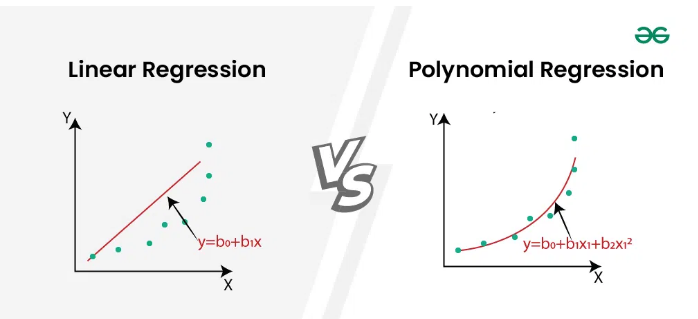 Linear Regression
Polynomial Regression
VS
Y
y=b₀+b₁x
X
Y
y=b₀+b₁x₁+b₂x₁²
X